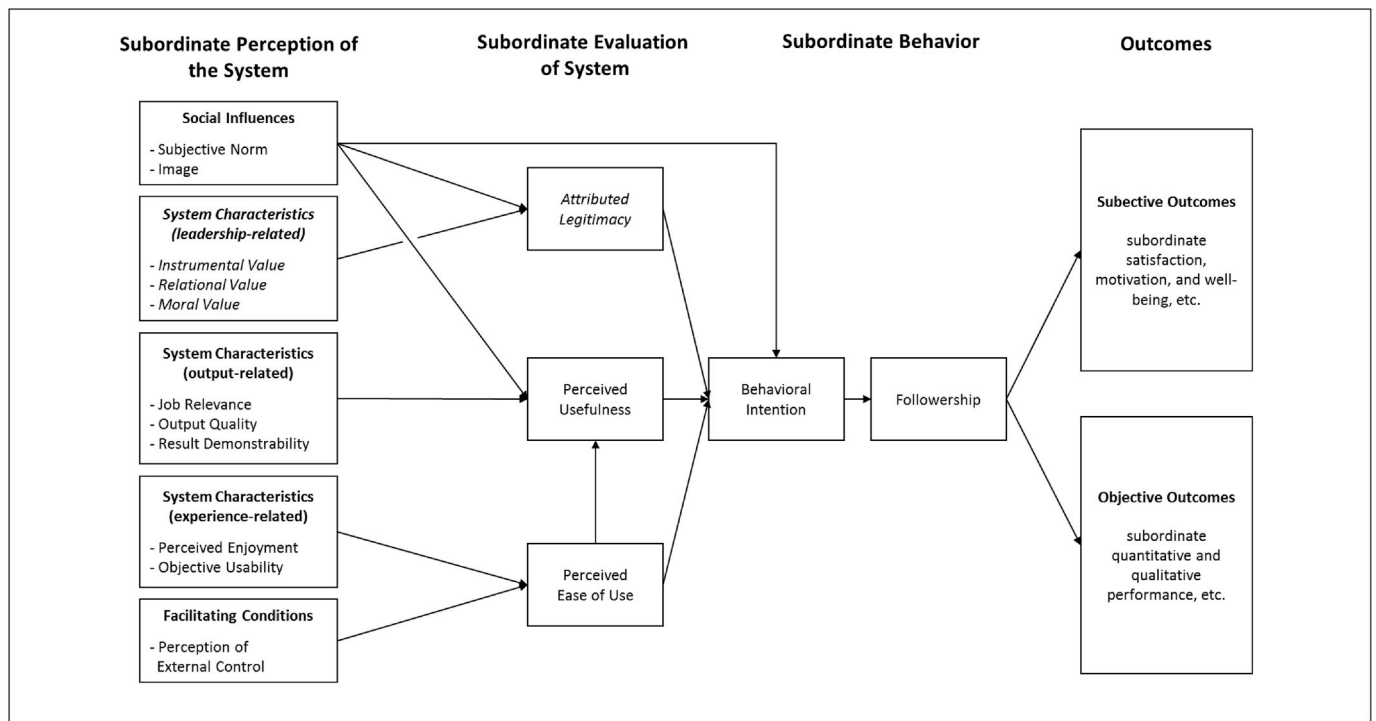 Subordinate Perception of
the System
Subordinate Evaluation
of System
Subordinate Behavior
Outcomes
Social Influences
- Subjective Norm
- Image
System Characteristics
(leadership-related)
- Instrumental Value
- Relational Value
- Moral Value
System Characteristics
(output-related)
- Job Relevance
- Output Quality
- Result Demonstrability
System Characteristics
(experience-related)
- Perceived Enjoyment
- Objective Usability
Facilitating Conditions
- Perception of
External Control
Attributed
Legitimacy
Perceived
Usefulness
Perceived
Ease of Use
Behavioral
Intention
Followership
Subective Outcomes
subordinate
satisfaction,
motivation, and well-
being, etc.
Objective Outcomes
subordinate
quantitative and
qualitative
performance, etc.